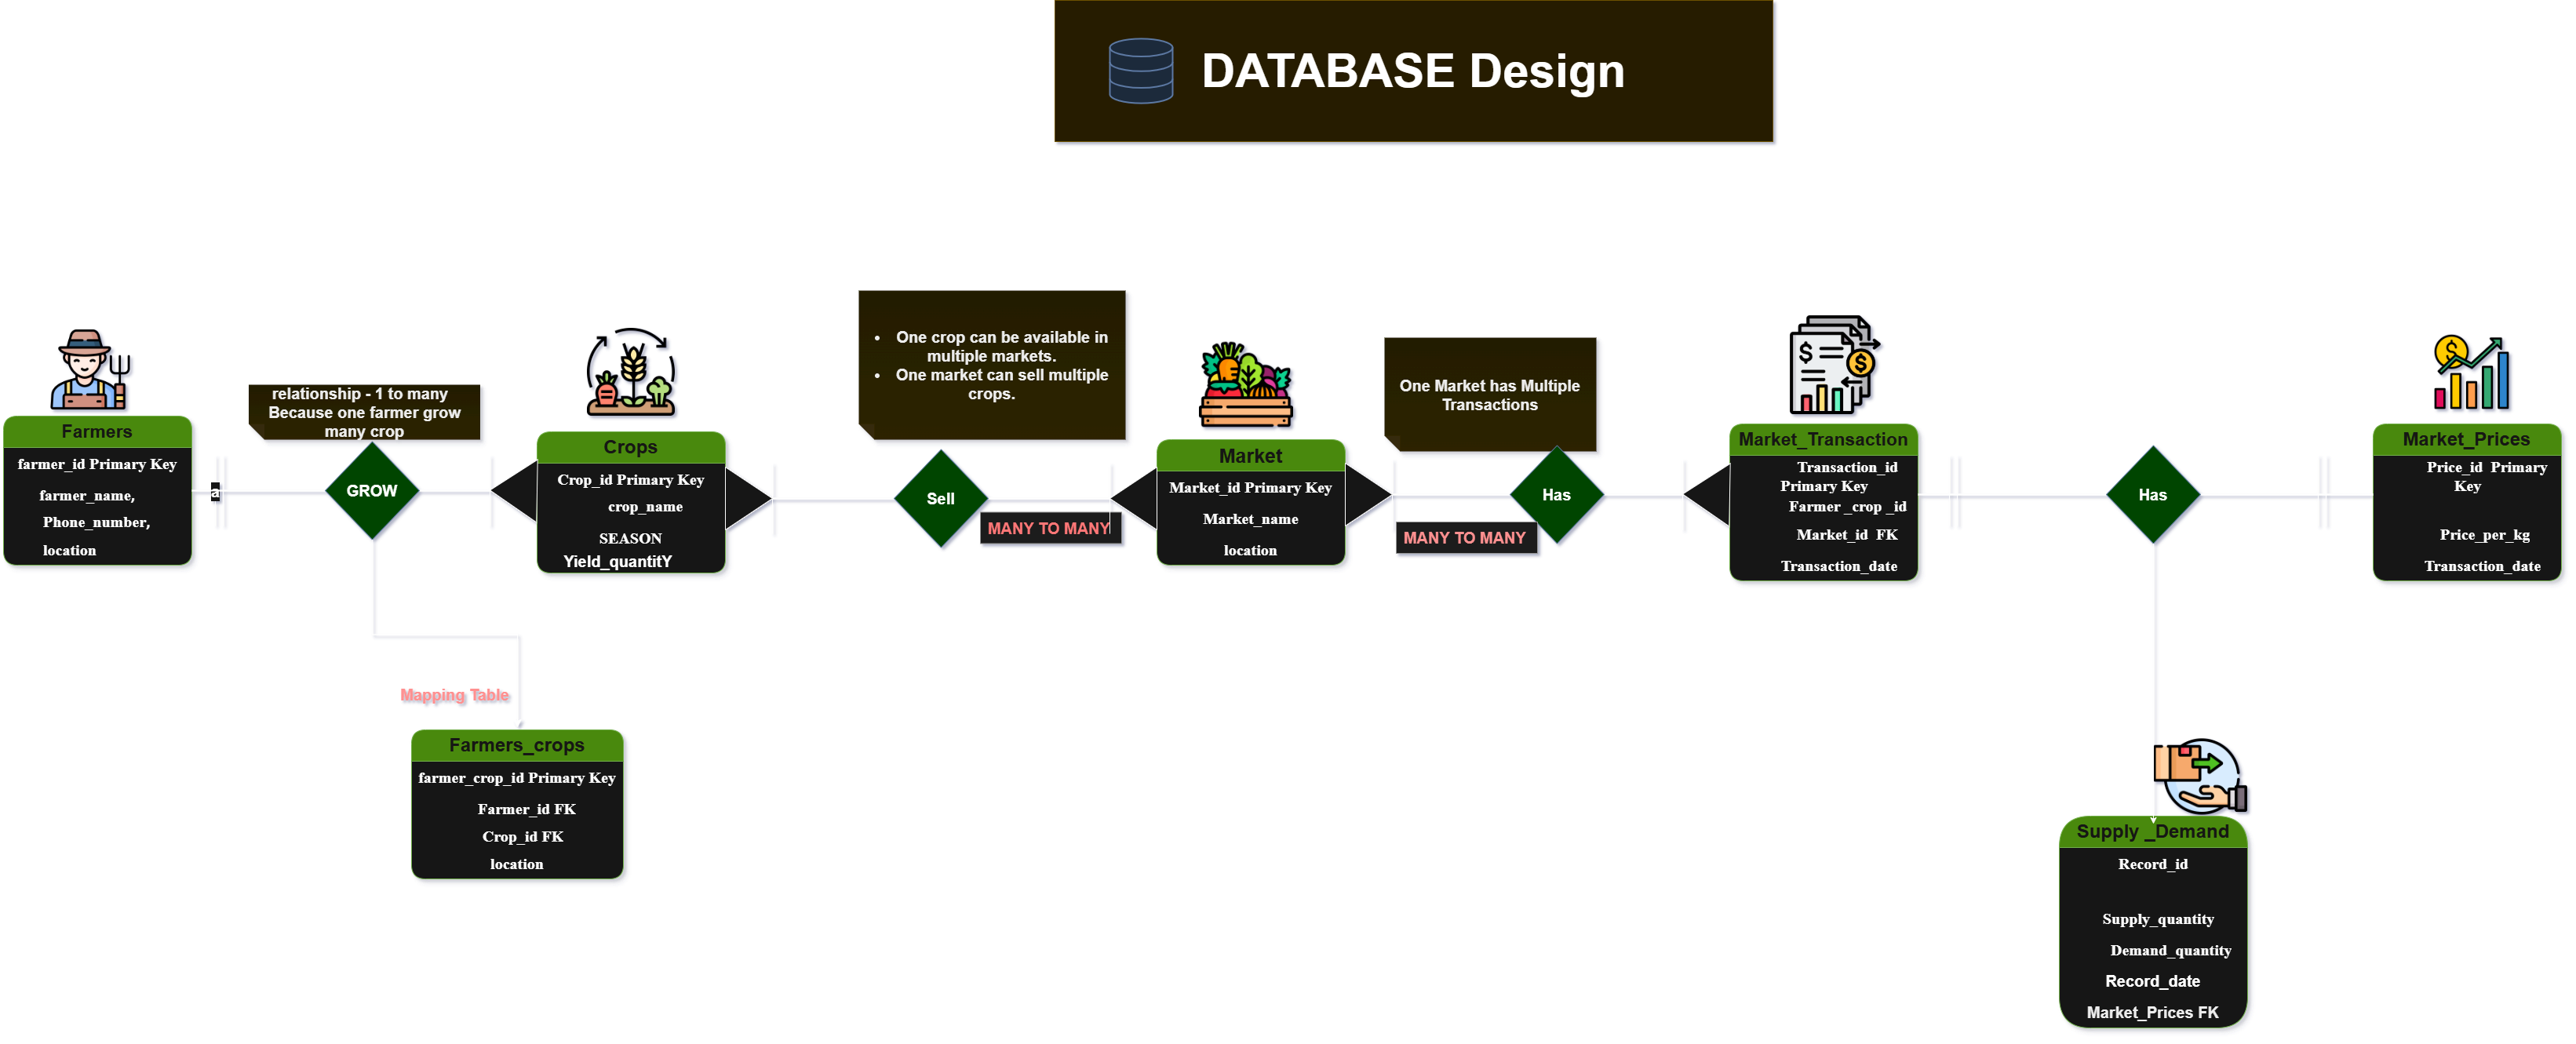 DATABASE Design
relationship - 1 to many
Because one farmer grow
many crop
One crop can be available in
multiple markets.
One market can sell multiple
crops.
One Market has Multiple
Transactions
Farmers
farmer_id Primary Key
farmer_name,
Phone_number,
location
a
GROW
Crops
Crop_id Primary Key
crop_name
SEASON
Yield_quantitY
Sell
MANY TO MANY
Market
Market_id Primary Key
Market_name
location
Has
MANY TO MANY
Market_Transaction
Transaction_id
Primary Key
Farmer _crop _id
Market_id FK
Transaction_date
Has
Market_Prices
Price_id Primary
Key
Price_per_kg
Transaction_date
Mapping Table
Farmers_crops
farmer_crop_id Primary Key
Farmer_id FK
Crop_id FK
location
Supply _Demand
Record_id
Supply_quantity
Demand_quantity
Record_date
Market_Prices FK